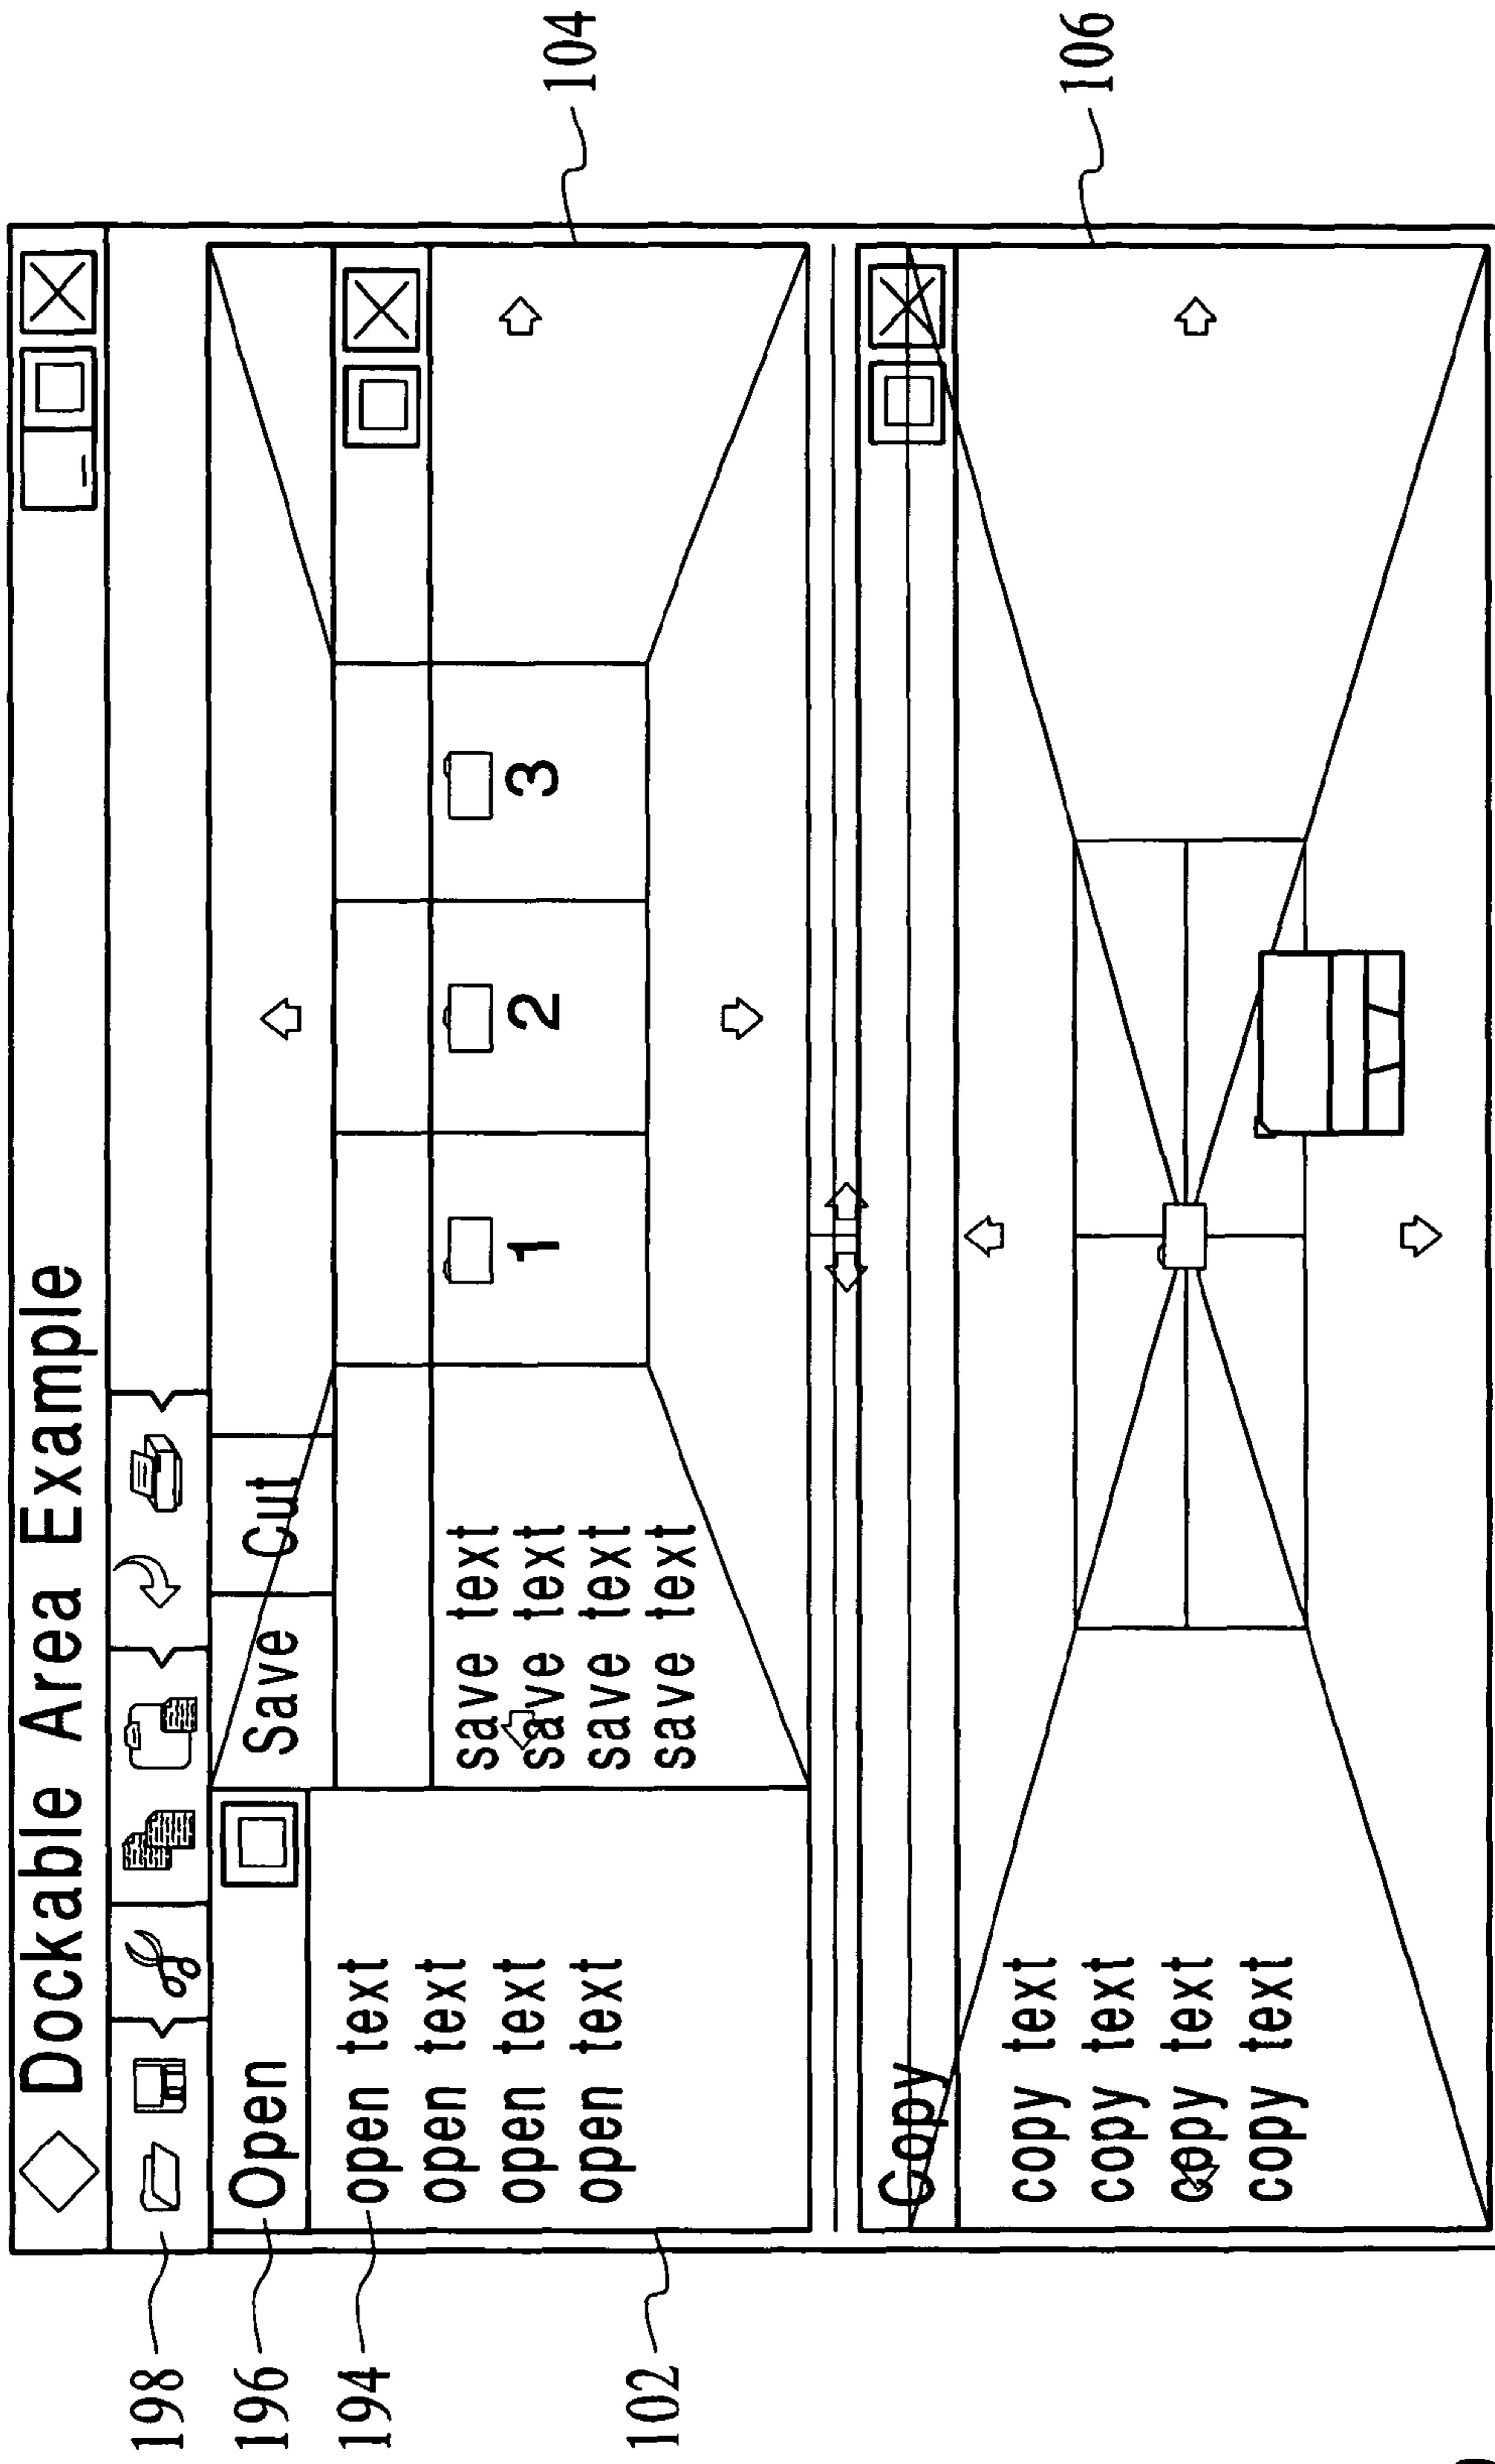 Dockable Area Example
198
196
Open
Save
Cut
194
open text
open text
open text
open text
102
save text
save text
save text
save text
1
2
3
104
Copy
copy text
copy text
copy text
copy text
106